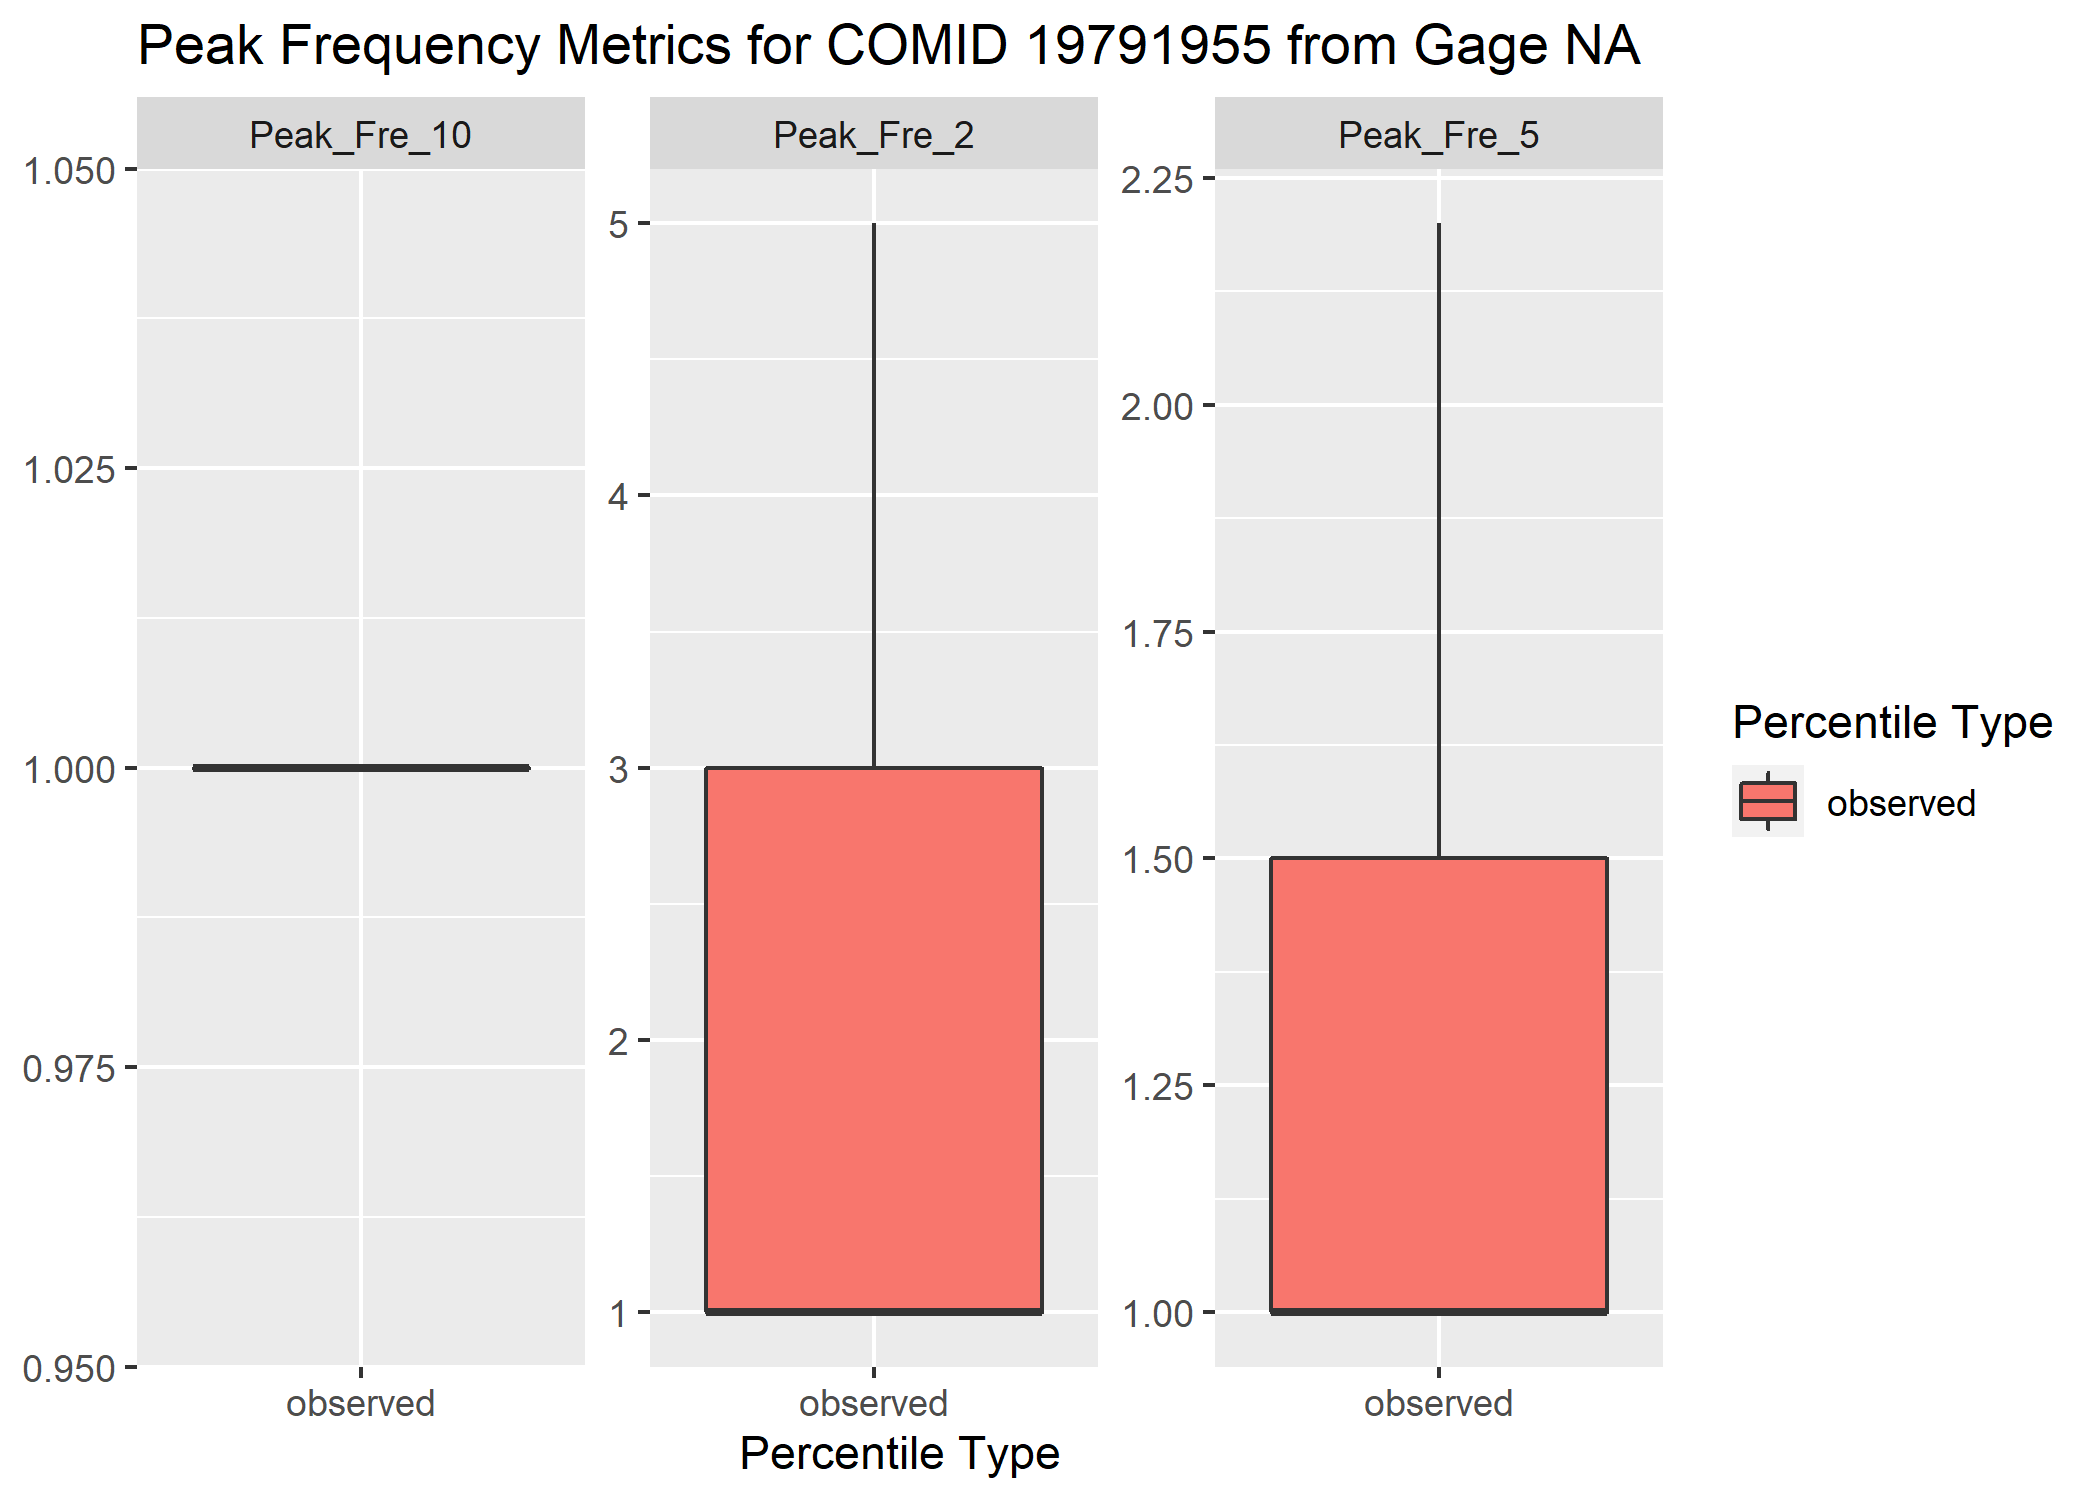 Peak Frequency Metrics for COMID 19791955 from Gage NA
Peak_Fre_10
1.050
1.025
1.000
0.975
0.950
observed
Peak_Fre_2
5
4
3
2
1
observed
Peak_Fre_5
2.25
2.00
1.75
1.50
1.25
1.00
observed
Percentile Type
Percentile Type
observed